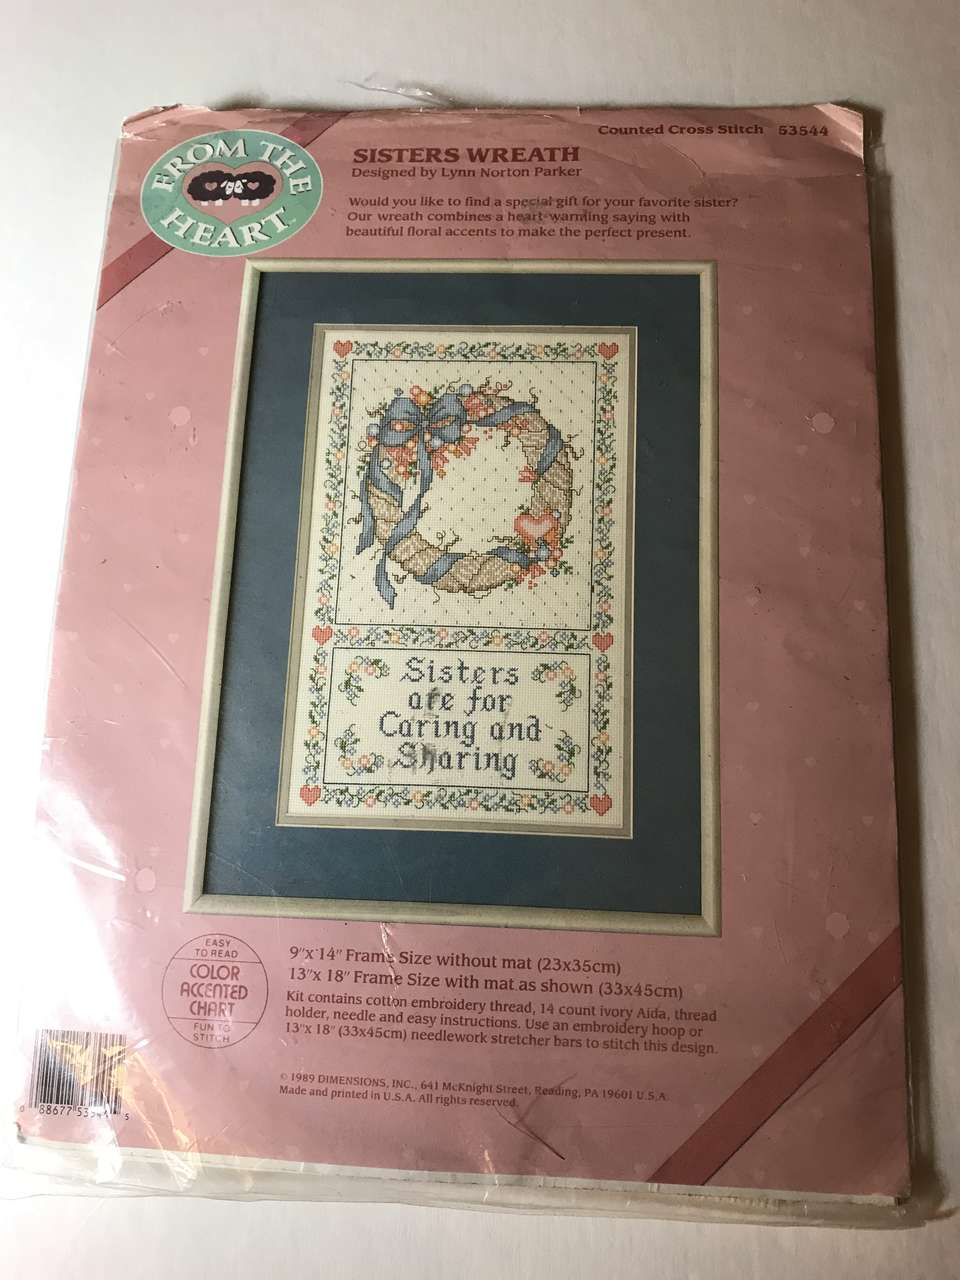 Counted Cross Stitch 53544
FROM THE
HEART™
SISTERS WREATH
Designed by Lynn Norton Parker
Would you like to find a special gift for your favorite sister?
Our wreath combines a heart-warming saying with
beautiful floral accents to make the perfect present.
Sisters
are for
Caring and
Sharing
EASY
TO READ
COLOR
ACCENTED
CHART
FUN TO
STITCH
9"x 14" Frame Size without mat (23x35cm)
13"x 18" Frame Size with mat as shown (33x45cm)
Kit contains cotton embroidery thread, 14 count ivory Aida, thread
holder, needle and easy instructions. Use an embroidery hoop or
13"x 18" (33x45cm) needlework stretcher bars to stitch this design.
© 1989 DIMENSIONS, INC., 641 McKnight Street, Reading, PA 19601 U.S.A.
Made and printed in U.S.A. All rights reserved.
0 88677 53544 5